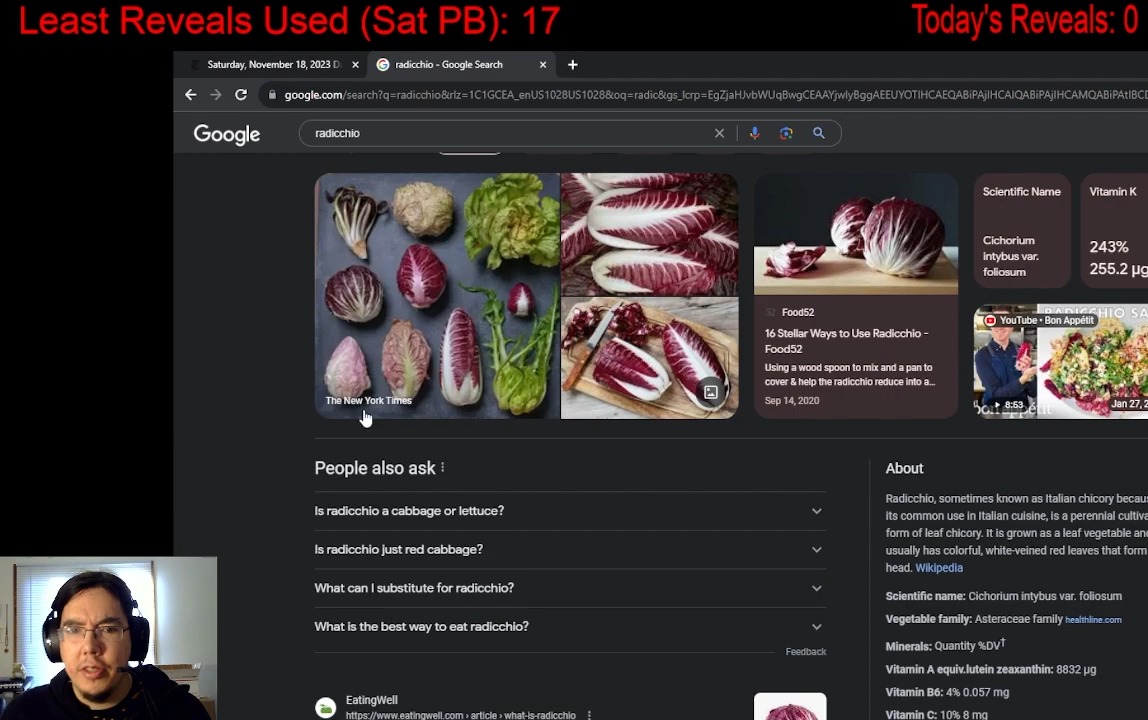 Least Reveals Used (Sat PB): 17
Today's Reveals: 0
Saturday, November 18, 2023 D
radicchio - Google Search
google.com/search?q=radicchio&rlz=1C1GCEA_enUS1028US1028&oq=radic&gs_lcrp=
Google
radicchio
The New York Times
Food52
16 Stellar Ways to Use Radicchio -
Food52
Using a wood spoon to mix and a pan to
cover & help the radicchio reduce into a...
Sep 14, 2020
Scientific Name
Cichorium
intybus var.
foliosum
Vitamin K
243%
255.2 µg
YouTube • Bon Appétit
8:53
Jan 27, 2
People also ask
Is radicchio a cabbage or lettuce?
Is radicchio just red cabbage?
What can I substitute for radicchio?
What is the best way to eat radicchio?
Feedback
About
Radicchio, sometimes known as Italian chicory becau
its common use in Italian cuisine, is a perennial cultiva
form of leaf chicory. It is grown as a leaf vegetable and
usually has colorful, white-veined red leaves that form
head. Wikipedia
Scientific name: Cichorium intybus var. foliosum
Vegetable family: Asteraceae family healthline.com
Minerals: Quantity %DV†
Vitamin A equiv.lutein zeaxanthin: 8832 µg
Vitamin B6: 4% 0.057 mg
Vitamin C: 10% 8 mg
EatingWell
https://www.eatingwell.com › article › what-is-radicchio